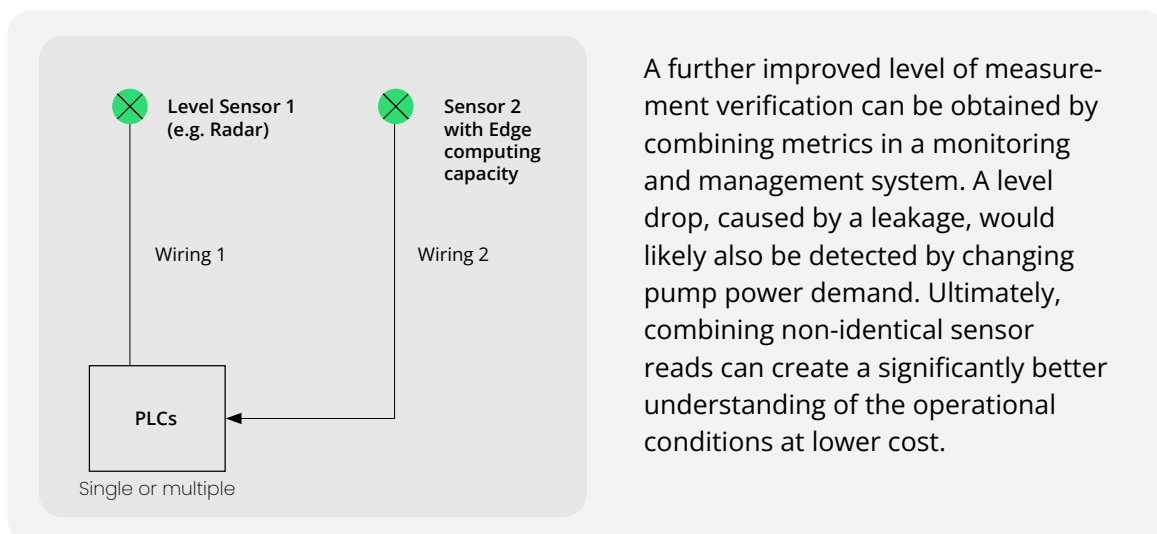 Level Sensor 1
(e.g. Radar)
Sensor 2
with Edge
computing
capacity
Wiring 1
Wiring 2
PLCs
Single or multiple
A further improved level of measure-
ment verification can be obtained by
combining metrics in a monitoring
and management system. A level
drop, caused by a leakage, would
likely also be detected by changing
pump power demand. Ultimately,
combining non-identical sensor
reads can create a significantly better
understanding of the operational
conditions at lower cost.